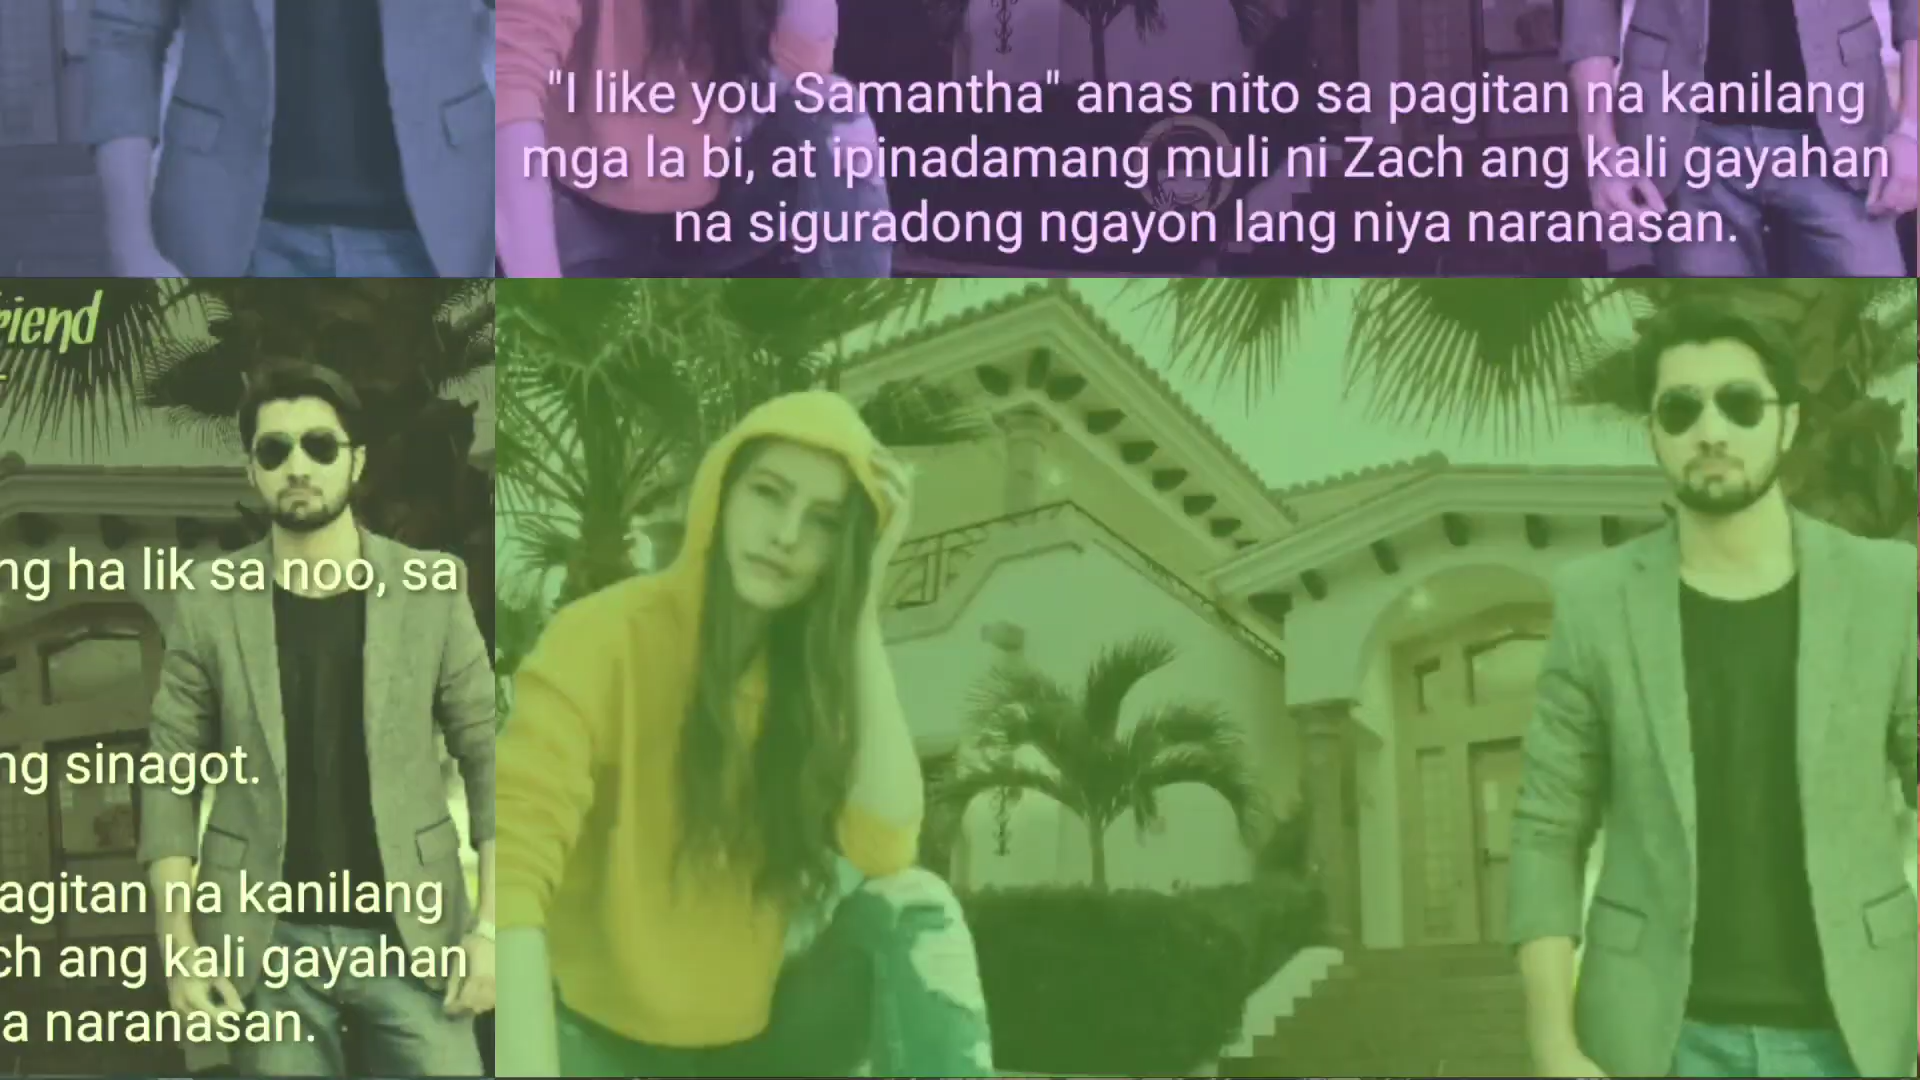 "I like you Samantha" anas nito sa pagitan na kanilang
mga la bi, at ipinadamang muli ni Zach ang kali gayahan
na siguradong ngayon lang niya naranasan.
riend
ng ha lik sa noo, sa
ng sinagot.
agitan na kanilang
ch ang kali gayahan
a naranasan.